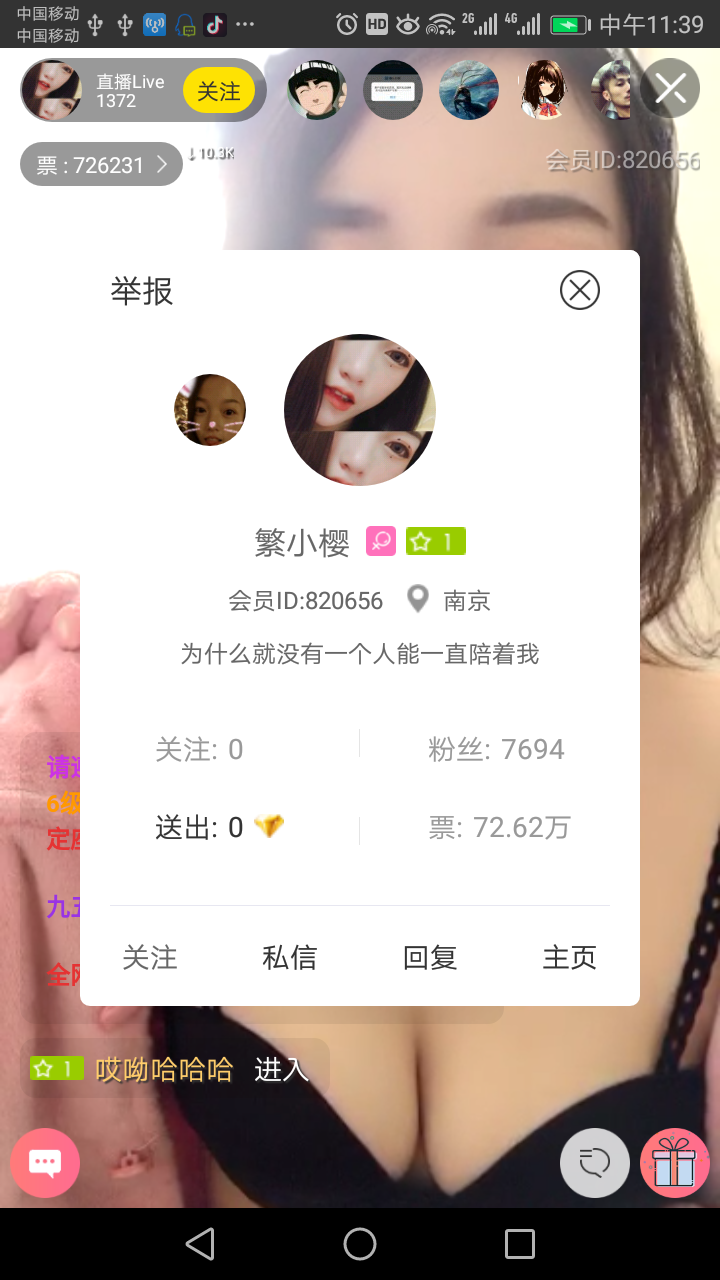 中国移动
中国移动
HD
2G
4G
中午11:39
直播Live
1372
关注
票 : 726231
↓ 10.3K
会员ID:820656
举报
繁小樱
1
会员ID:820656
南京
为什么就没有一个人能一直陪着我
关注: 0
粉丝: 7694
送出: 0
票: 72.62万
关注
私信
回复
主页
请
6级
定
九五
全网
1
哎呦哈哈哈 进入